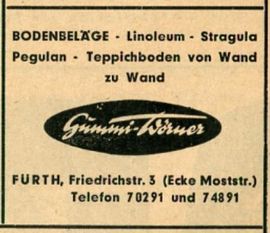 BODENBELÄGE - Linoleum - Stragula
Pegulan - Teppichboden von Wand
zu Wand
Gummi-Wörner
FÜRTH, Friedrichstr. 3 (Ecke Moststr.)
Telefon 70291 und 74891